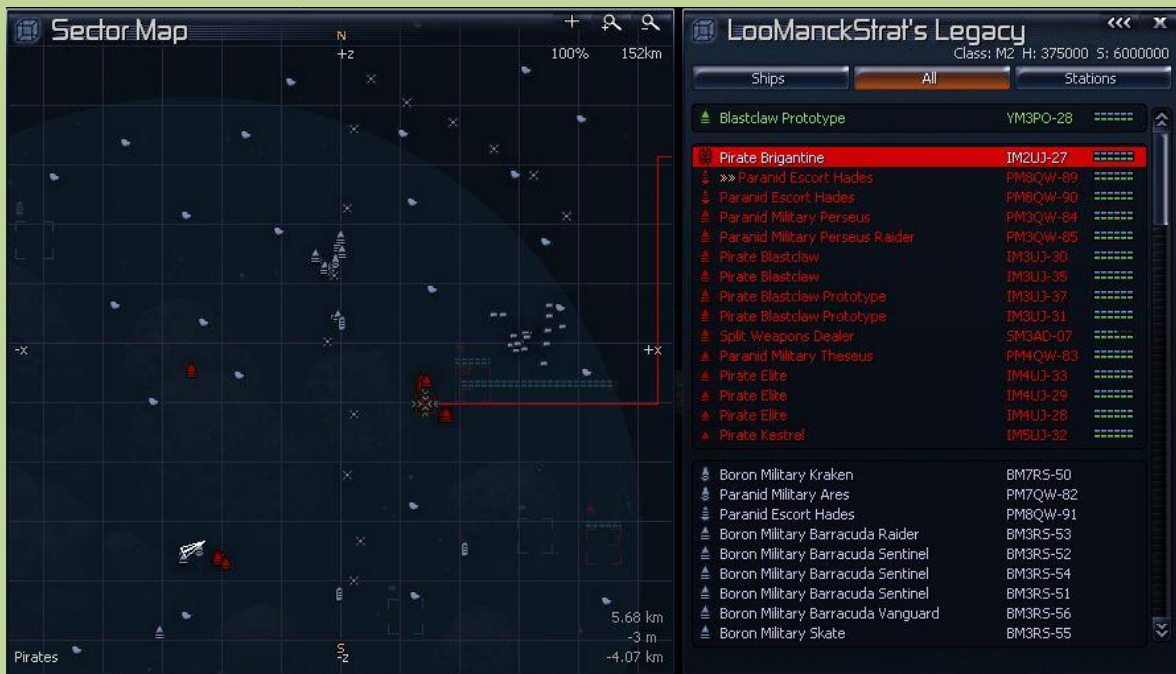 Sector Map
N
+z
100% 152km
-x
+x
S
-z
5.68 km
-3 m
-4.07 km
Pirates
LooManckStrat's Legacy
Class: M2 H: 375000 S: 6000000
Ships All Stations
Blastclaw Prototype YM3PO-28
Pirate Brigantine IM2UJ-27
»Paranid Escort Hades PM8QW-89
Paranid Escort Hades PM8QW-90
Paranid Military Perseus PM3QW-84
Paranid Military Perseus Raider PM3QW-85
Pirate Blastclaw IM3UJ-30
Pirate Blastclaw IM3UJ-35
Pirate Blastclaw Prototype IM3UJ-37
Pirate Blastclaw Prototype IM3UJ-31
Split Weapons Dealer SM3AD-07
Paranid Military Theseus PM4QW-83
Pirate Elite IM4UJ-33
Pirate Elite IM4UJ-29
Pirate Elite IM4UJ-28
Pirate Kestrel IM5UJ-32
Boron Military Kraken BM7RS-50
Paranid Military Ares PM7QW-82
Paranid Escort Hades PM8QW-91
Boron Military Barracuda Raider BM3RS-53
Boron Military Barracuda Sentinel BM3RS-52
Boron Military Barracuda Sentinel BM3RS-54
Boron Military Barracuda Sentinel BM3RS-51
Boron Military Barracuda Vanguard BM3RS-56
Boron Military Skate BM3RS-55